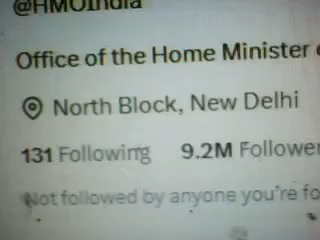 @HMOIndia
Office of the Home Minister
North Block, New Delhi
131 Following 9.2M Follower
Not followed by anyone you're fo